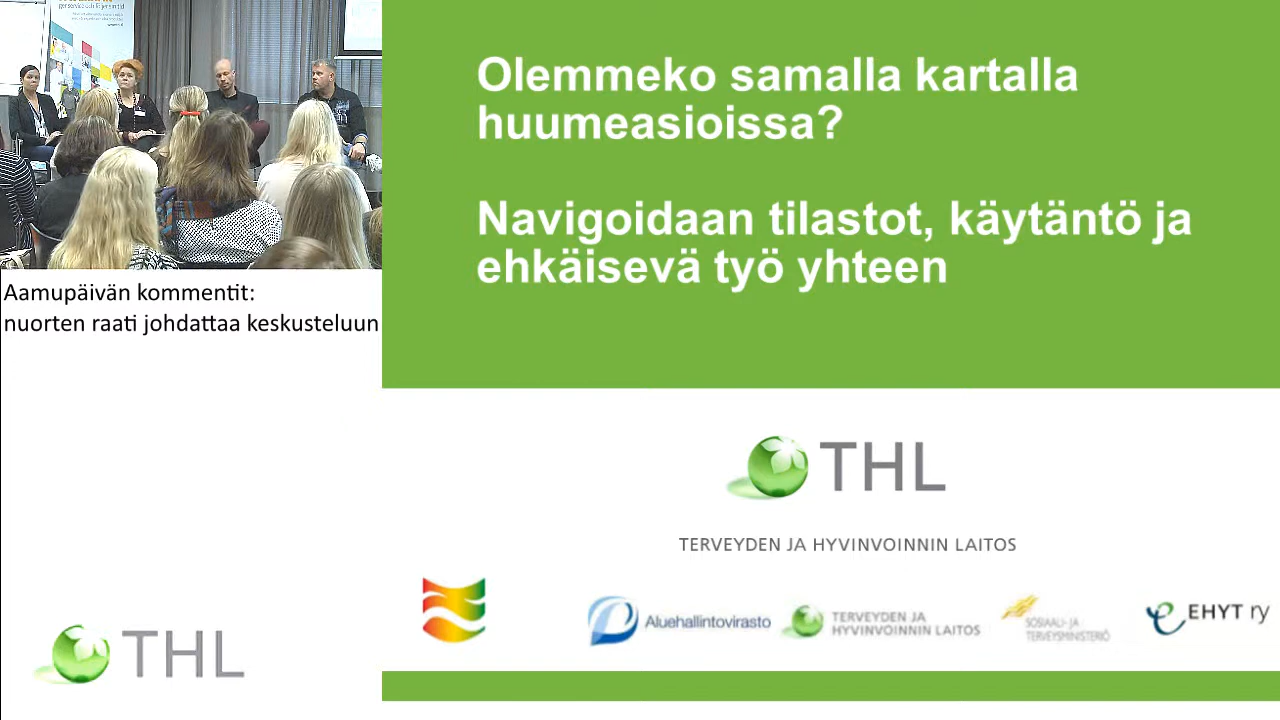 Aamupäivän kommentit:
nuorten raati johdattaa keskusteluun
THL
Olemmeko samalla kartalla
huumeasioissa?
Navigoidaan tilastot, käytäntö ja
ehkäisevä työ yhteen
THL
TERVEYDEN JA HYVINVOINNIN LAITOS
Aluehallintovirasto
TERVEYDEN JA
HYVINVOINNIN LAITOS
SOSIAALI- JA
TERVEYSMINISTERIÖ
EHYT ry